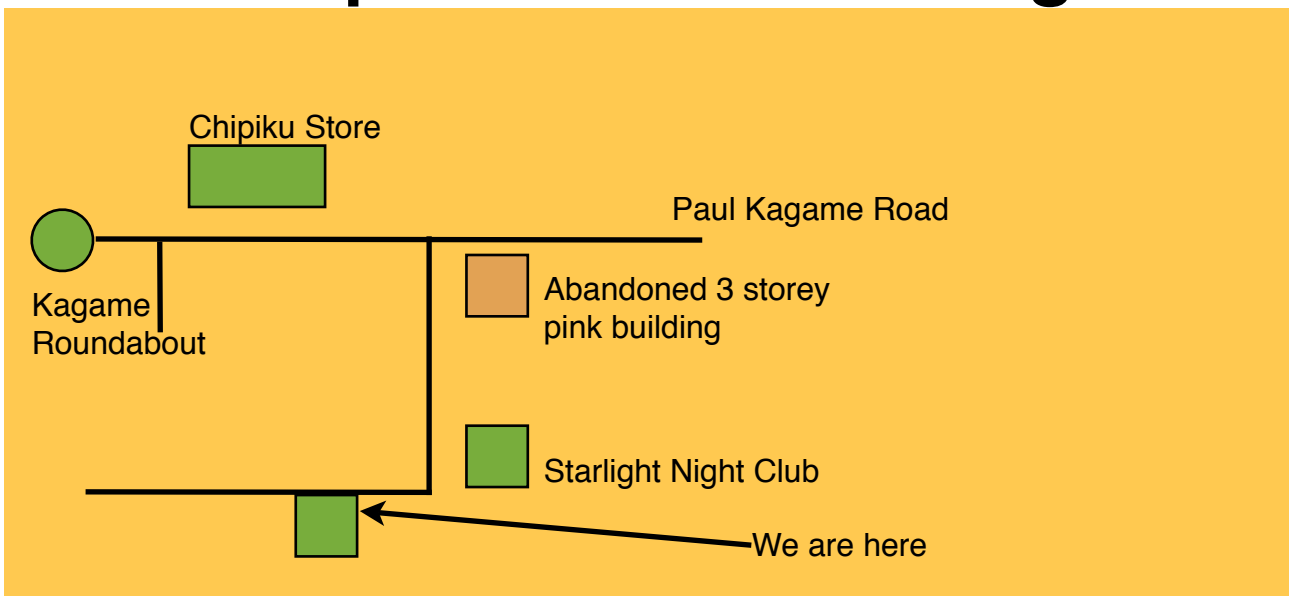 Chipiku Store
Paul Kagame Road
Kagame
Roundabout
Abandoned 3 storey
pink building
Starlight Night Club
We are here